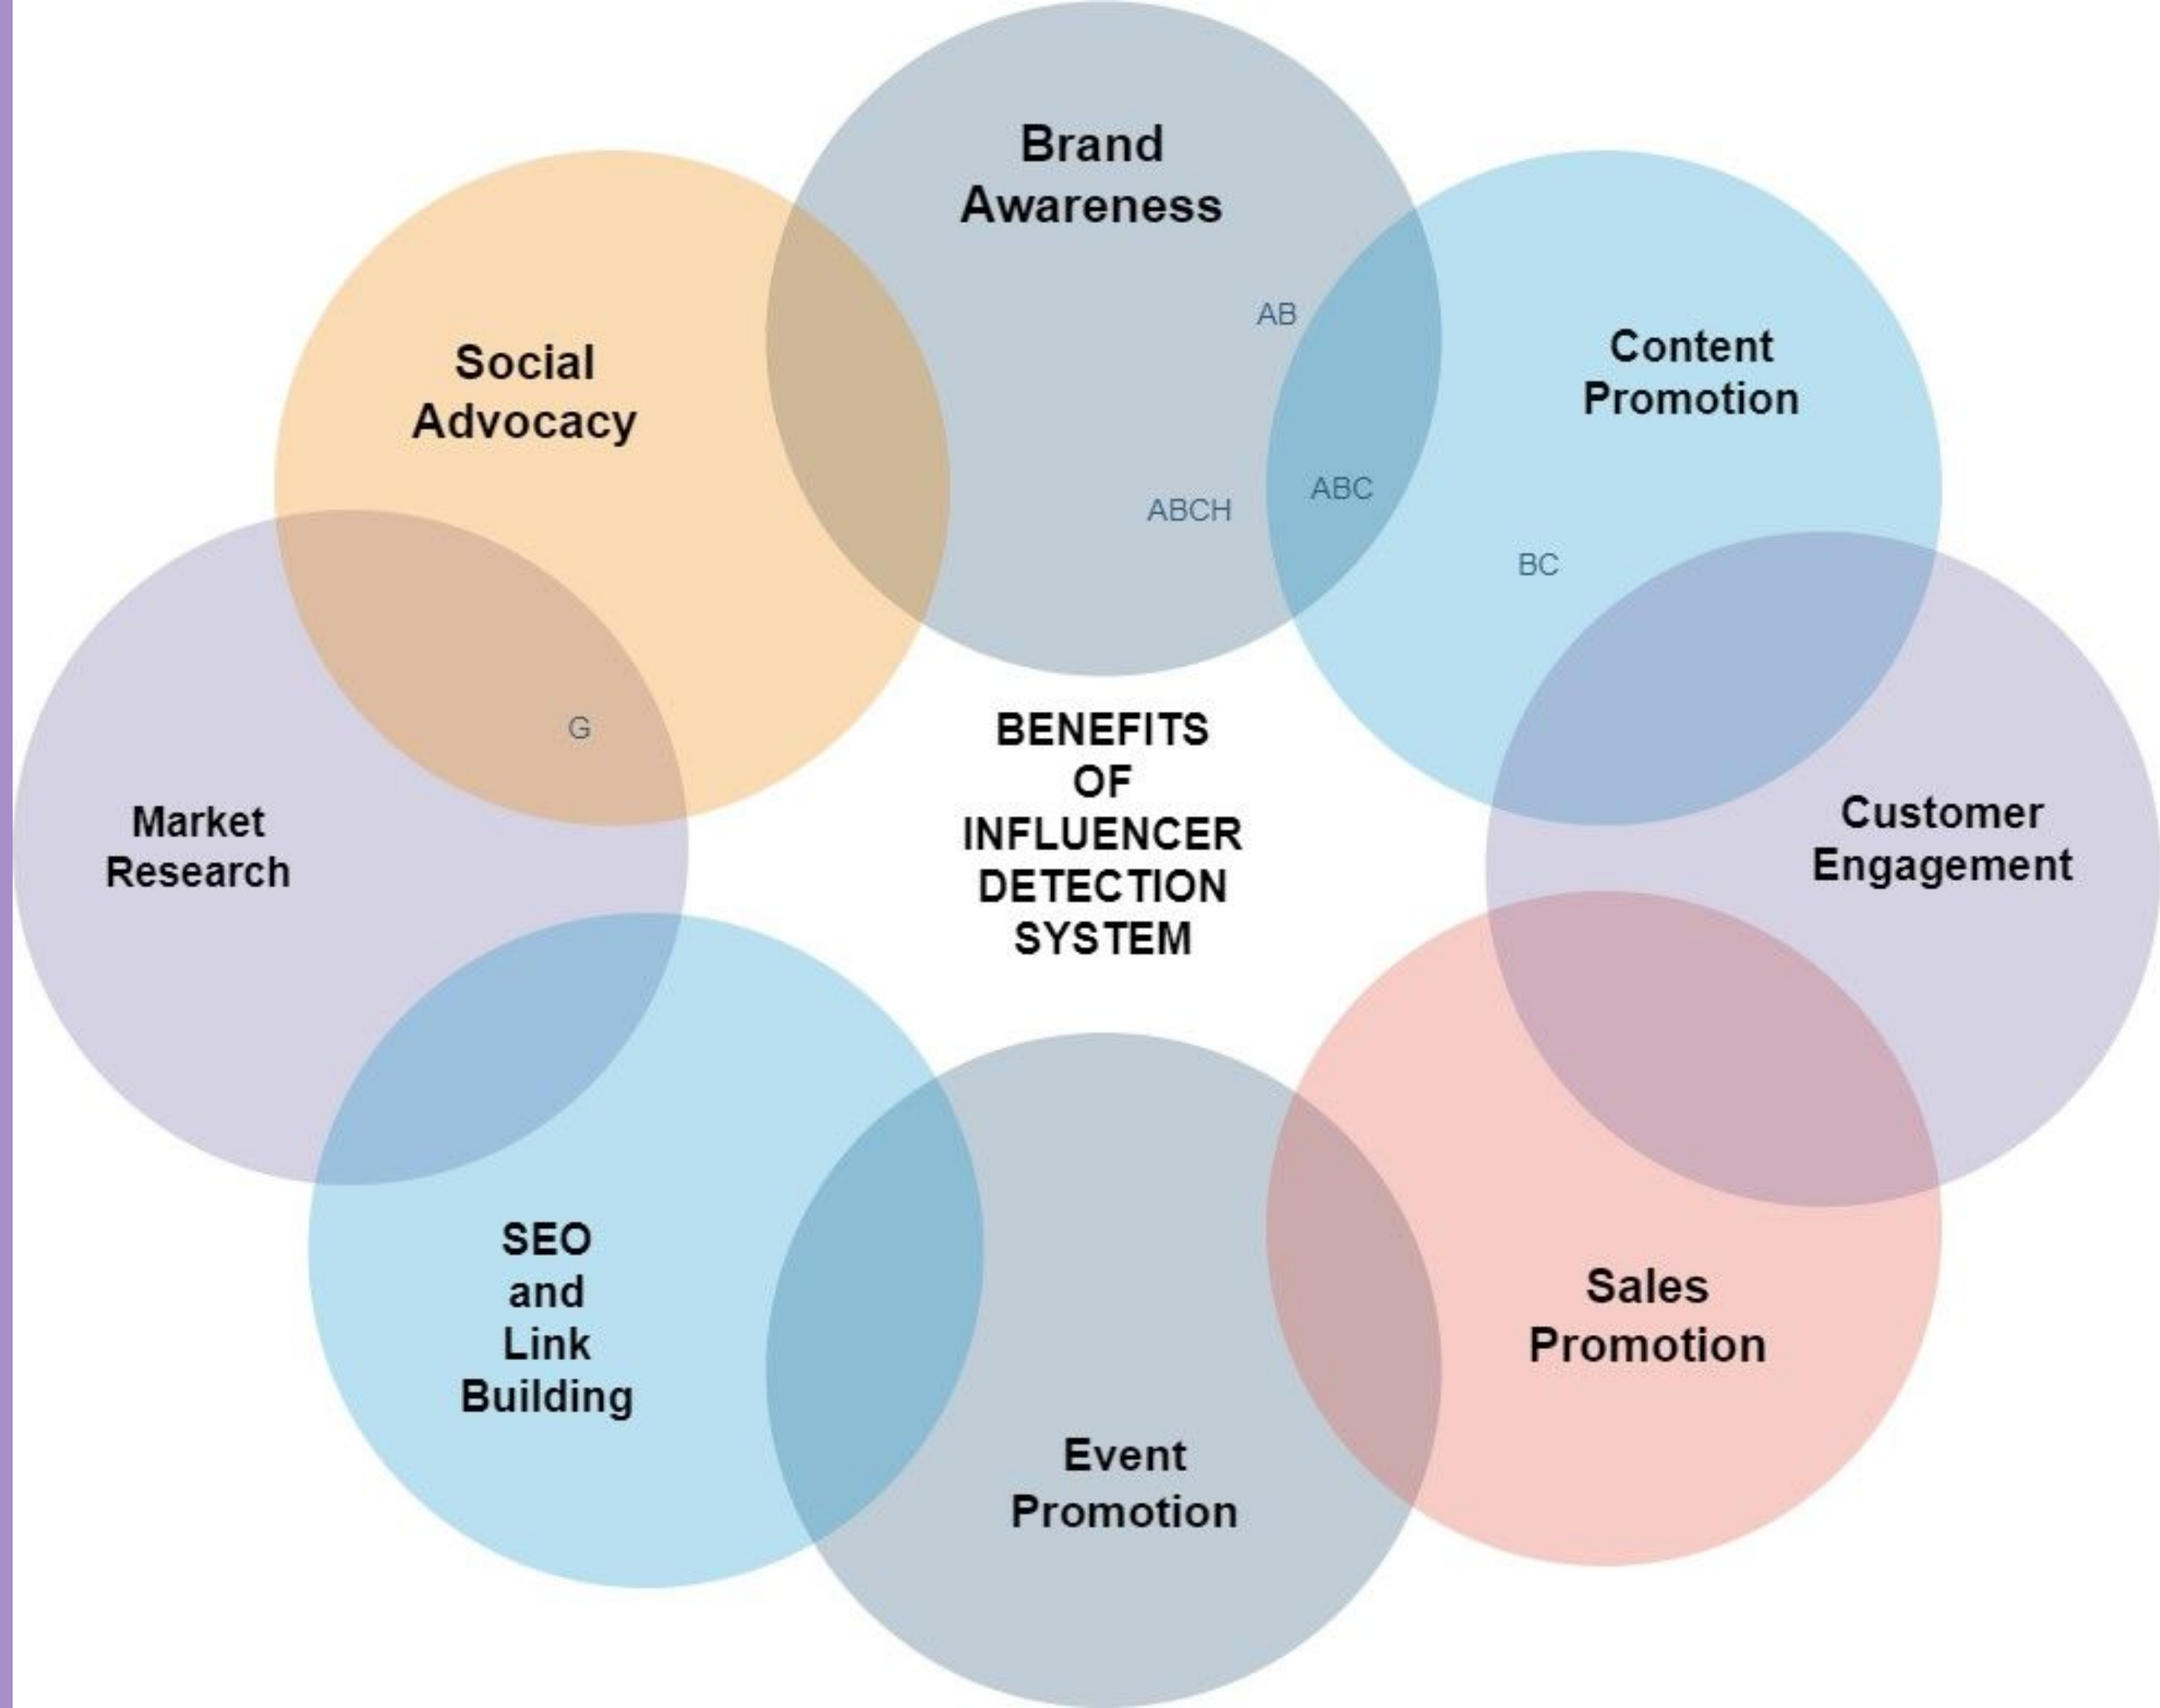 Brand
Awareness
AB
Content
Promotion
Social
Advocacy
ABCH
ABC
BC
G
BENEFITS
OF
INFLUENCER
DETECTION
SYSTEM
Market
Research
Customer
Engagement
SEO
and
Link
Building
Sales
Promotion
Event
Promotion